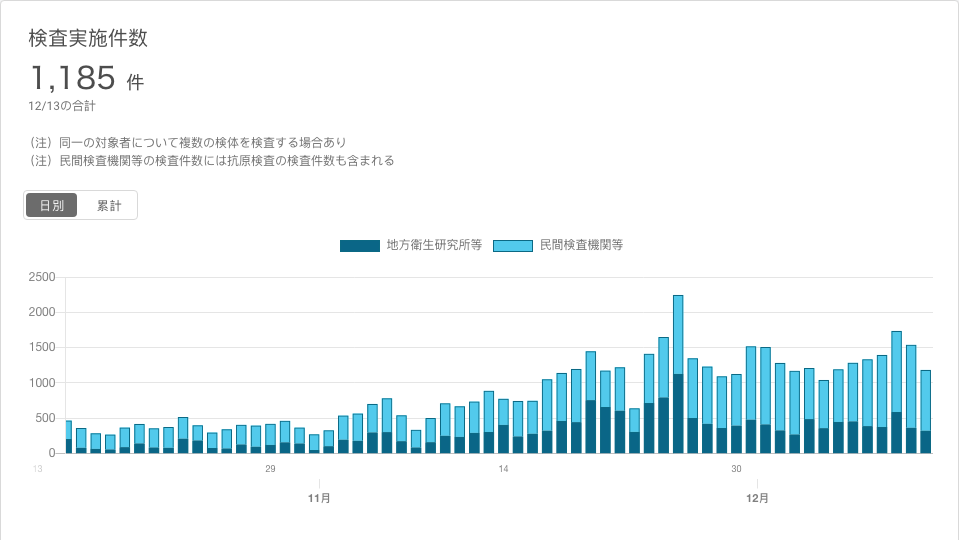 検査実施件数
1,185 件
12/13の合計
（注）同一の対象者について複数の検体を検査する場合あり
（注）民間検査機関等の検査件数には抗原検査の検査件数も含まれる
日別 累計
地方衛生研究所等 民間検査機関等
2500
2000
1500
1000
500
0
13 29 14 30
11月 12月